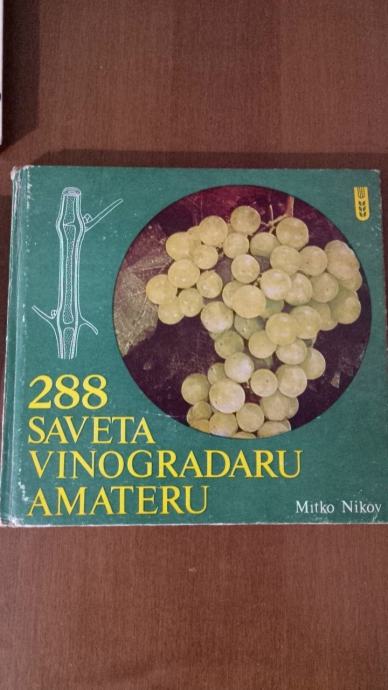 288
SAVETA
VINOGRADARU
AMATERU
Mitko Nikov